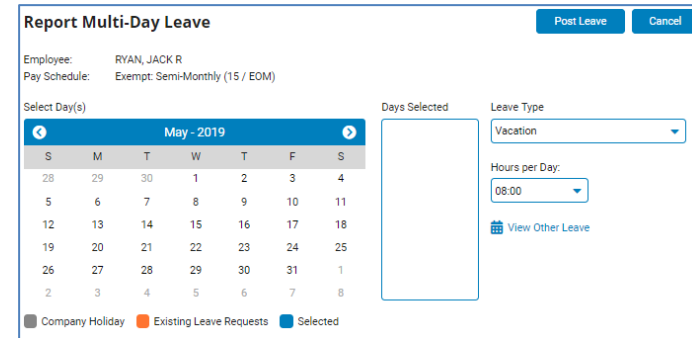 Report Multi-Day Leave
Post Leave
Cancel
Employee: RYAN, JACK R
Pay Schedule: Exempt: Semi-Monthly (15 / EOM)
Select Day(s)
May - 2019
S M T W T F S
28 29 30 1 2 3 4
5 6 7 8 9 10 11
12 13 14 15 16 17 18
19 20 21 22 23 24 25
26 27 28 29 30 31 1
2 3 4 5 6 7 8
Company Holiday Existing Leave Requests Selected
Days Selected
Leave Type
Vacation
Hours per Day:
08:00
View Other Leave